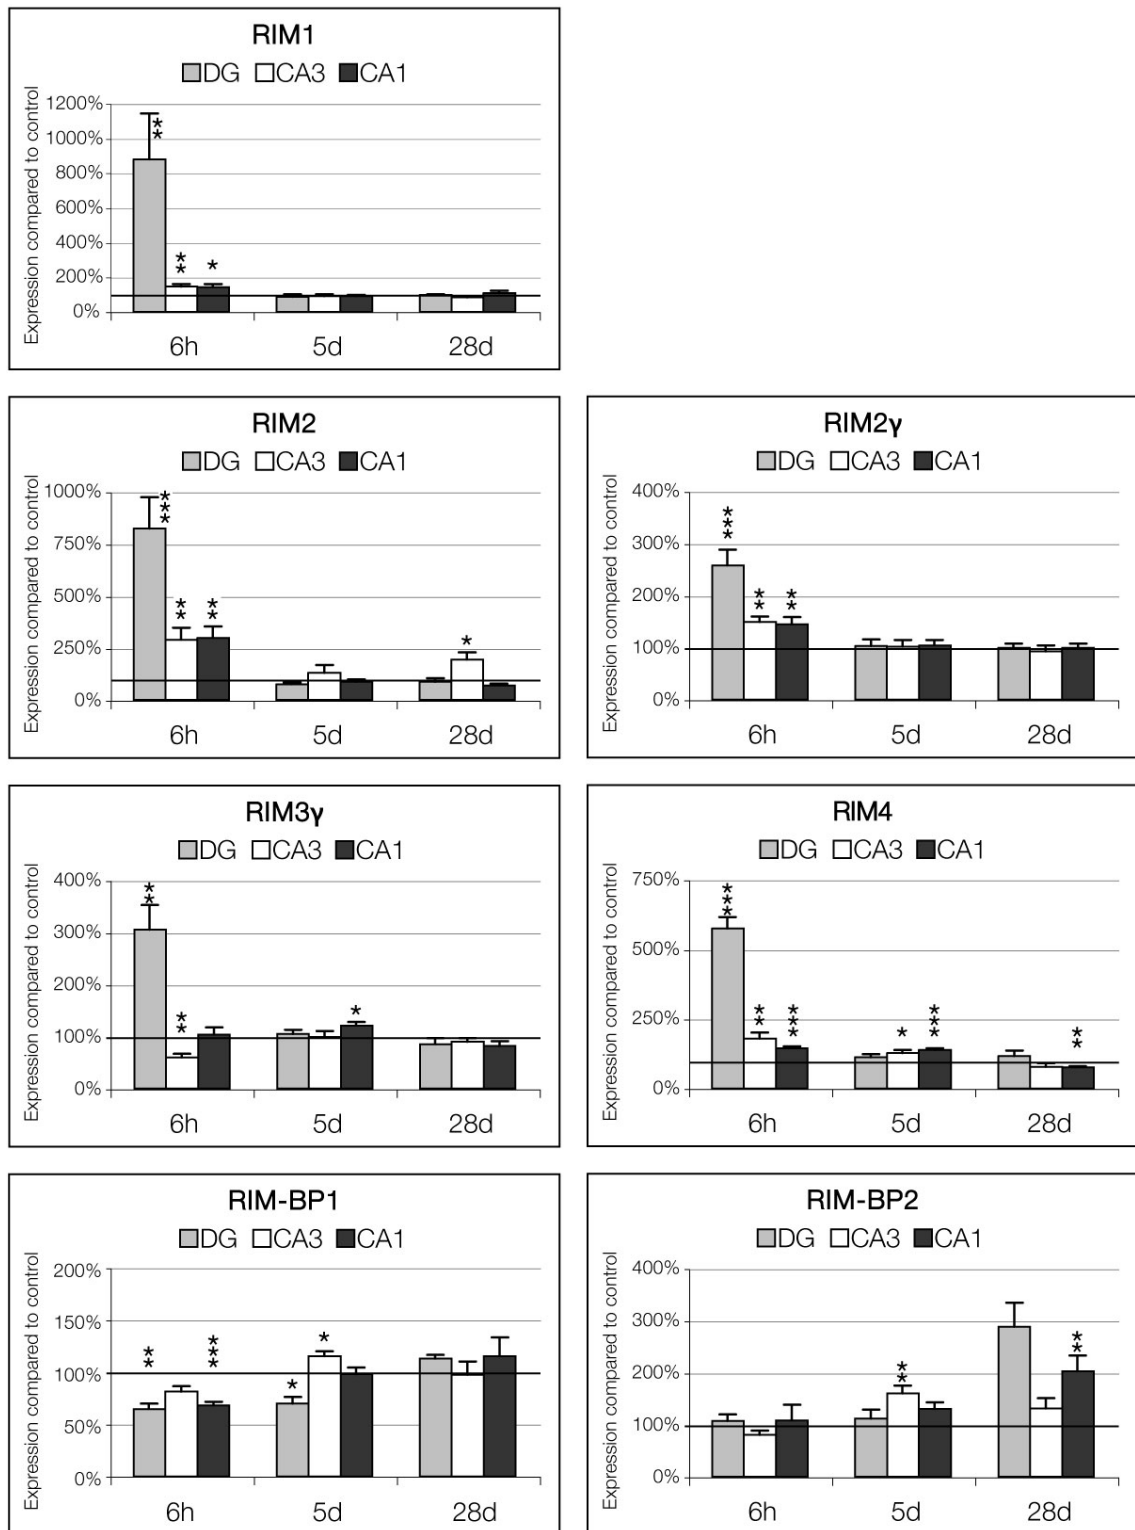 RIM1
DG CA3 CA1
Expression compared to control
1200%
1000%
800%
600%
400%
200%
0%
**
**
*
6h 5d 28d
RIM2
DG CA3 CA1
Expression compared to control
1000%
750%
500%
250%
0%
***
**
**
*
6h 5d 28d
RIM2γ
DG CA3 CA1
Expression compared to control
400%
300%
200%
100%
0%
***
**
**
6h 5d 28d
RIM3γ
DG CA3 CA1
Expression compared to control
400%
300%
200%
100%
0%
**
**
*
6h 5d 28d
RIM4
DG CA3 CA1
Expression compared to control
750%
500%
250%
0%
***
**
***
*
***
**
6h 5d 28d
RIM-BP1
DG CA3 CA1
Expression compared to control
200%
150%
100%
50%
0%
**
***
*
*
6h 5d 28d
RIM-BP2
DG CA3 CA1
Expression compared to control
400%
300%
200%
100%
0%
**
**
6h 5d 28d